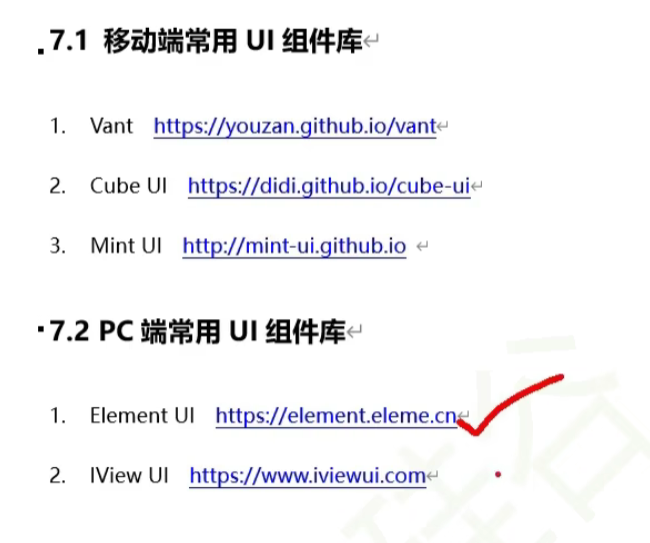 7.1 移动端常用 UI 组件库
1. Vant https://youzan.github.io/vant
2. Cube UI https://didi.github.io/cube-ui
3. Mint UI http://mint-ui.github.io
7.2 PC 端常用 UI 组件库
1. Element UI https://element.eleme.cn
2. IView UI https://www.iviewui.com